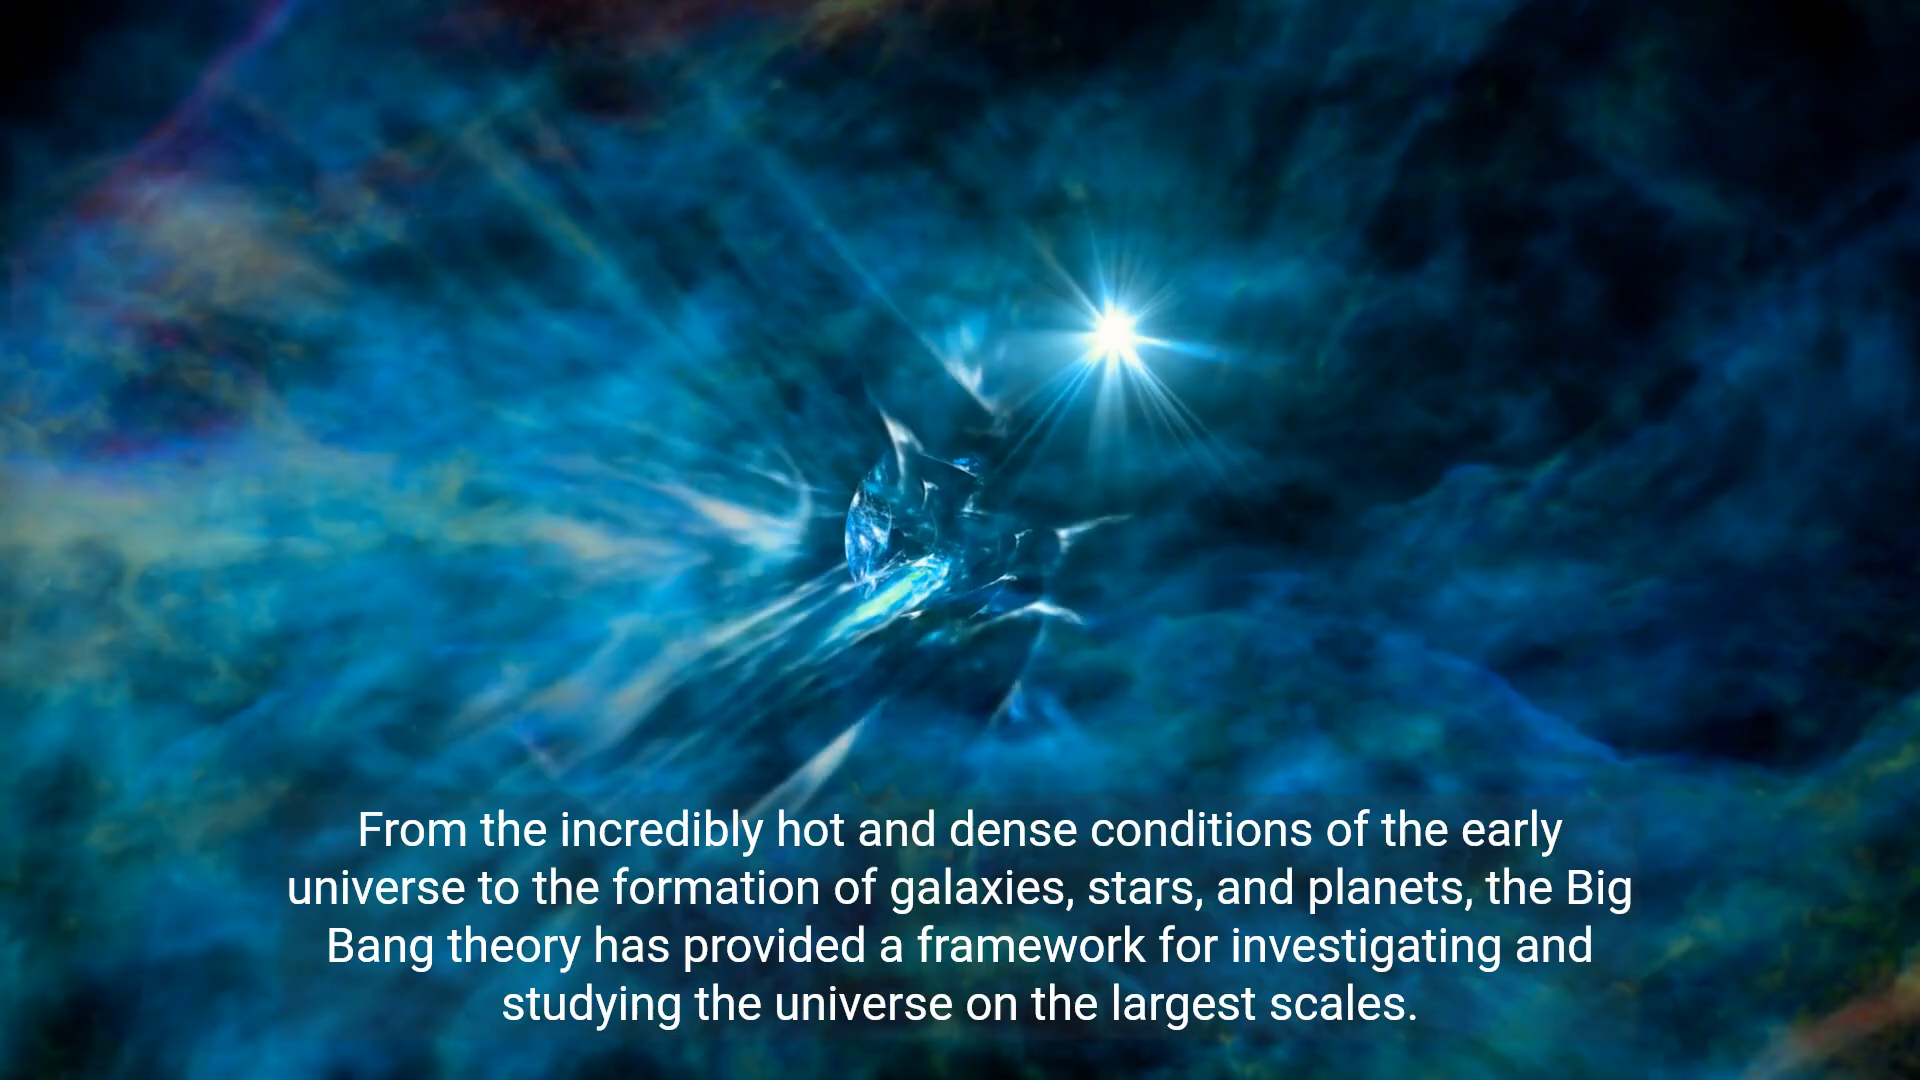 From the incredibly hot and dense conditions of the early
universe to the formation of galaxies, stars, and planets, the Big
Bang theory has provided a framework for investigating and
studying the universe on the largest scales.